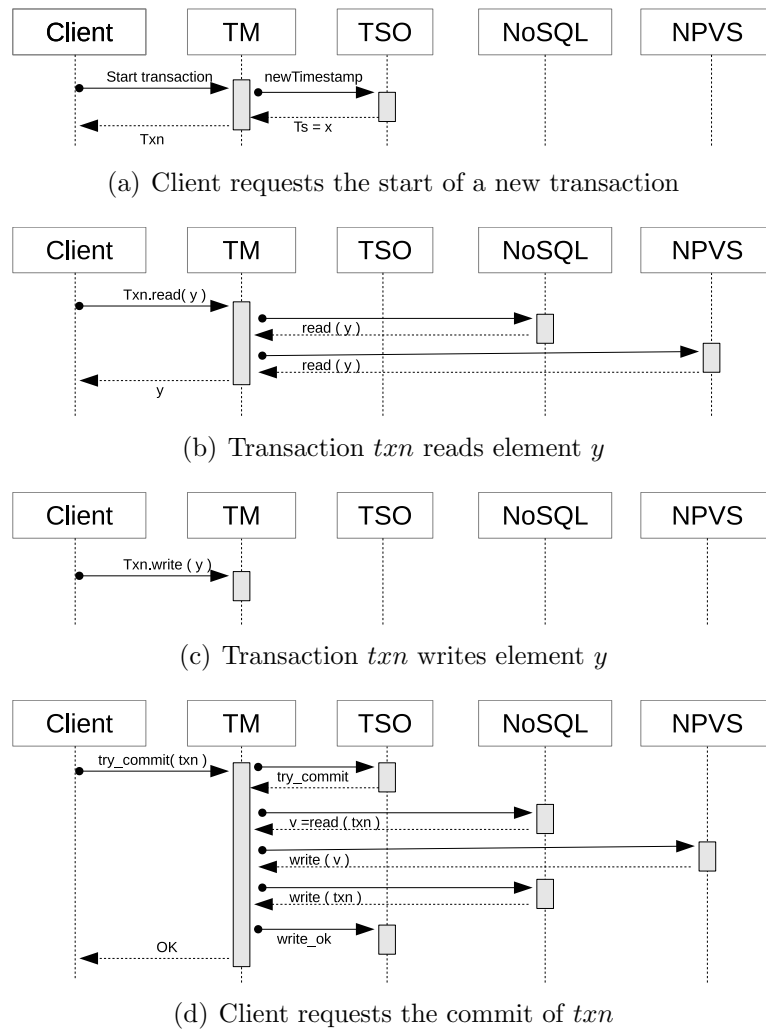 Client TM TSO NoSQL NPVS
Start transaction newTimestamp
Ts = x
Txn
(a) Client requests the start of a new transaction
Client TM TSO NoSQL NPVS
Txn.read( y )
read ( y )
read ( y )
y
(b) Transaction txn reads element y
Client TM TSO NoSQL NPVS
Txn.write ( y )
(c) Transaction txn writes element y
Client TM TSO NoSQL NPVS
try_commit( txn )
try_commit
v =read ( txn )
write ( v )
write ( txn )
write_ok
OK
(d) Client requests the commit of txn